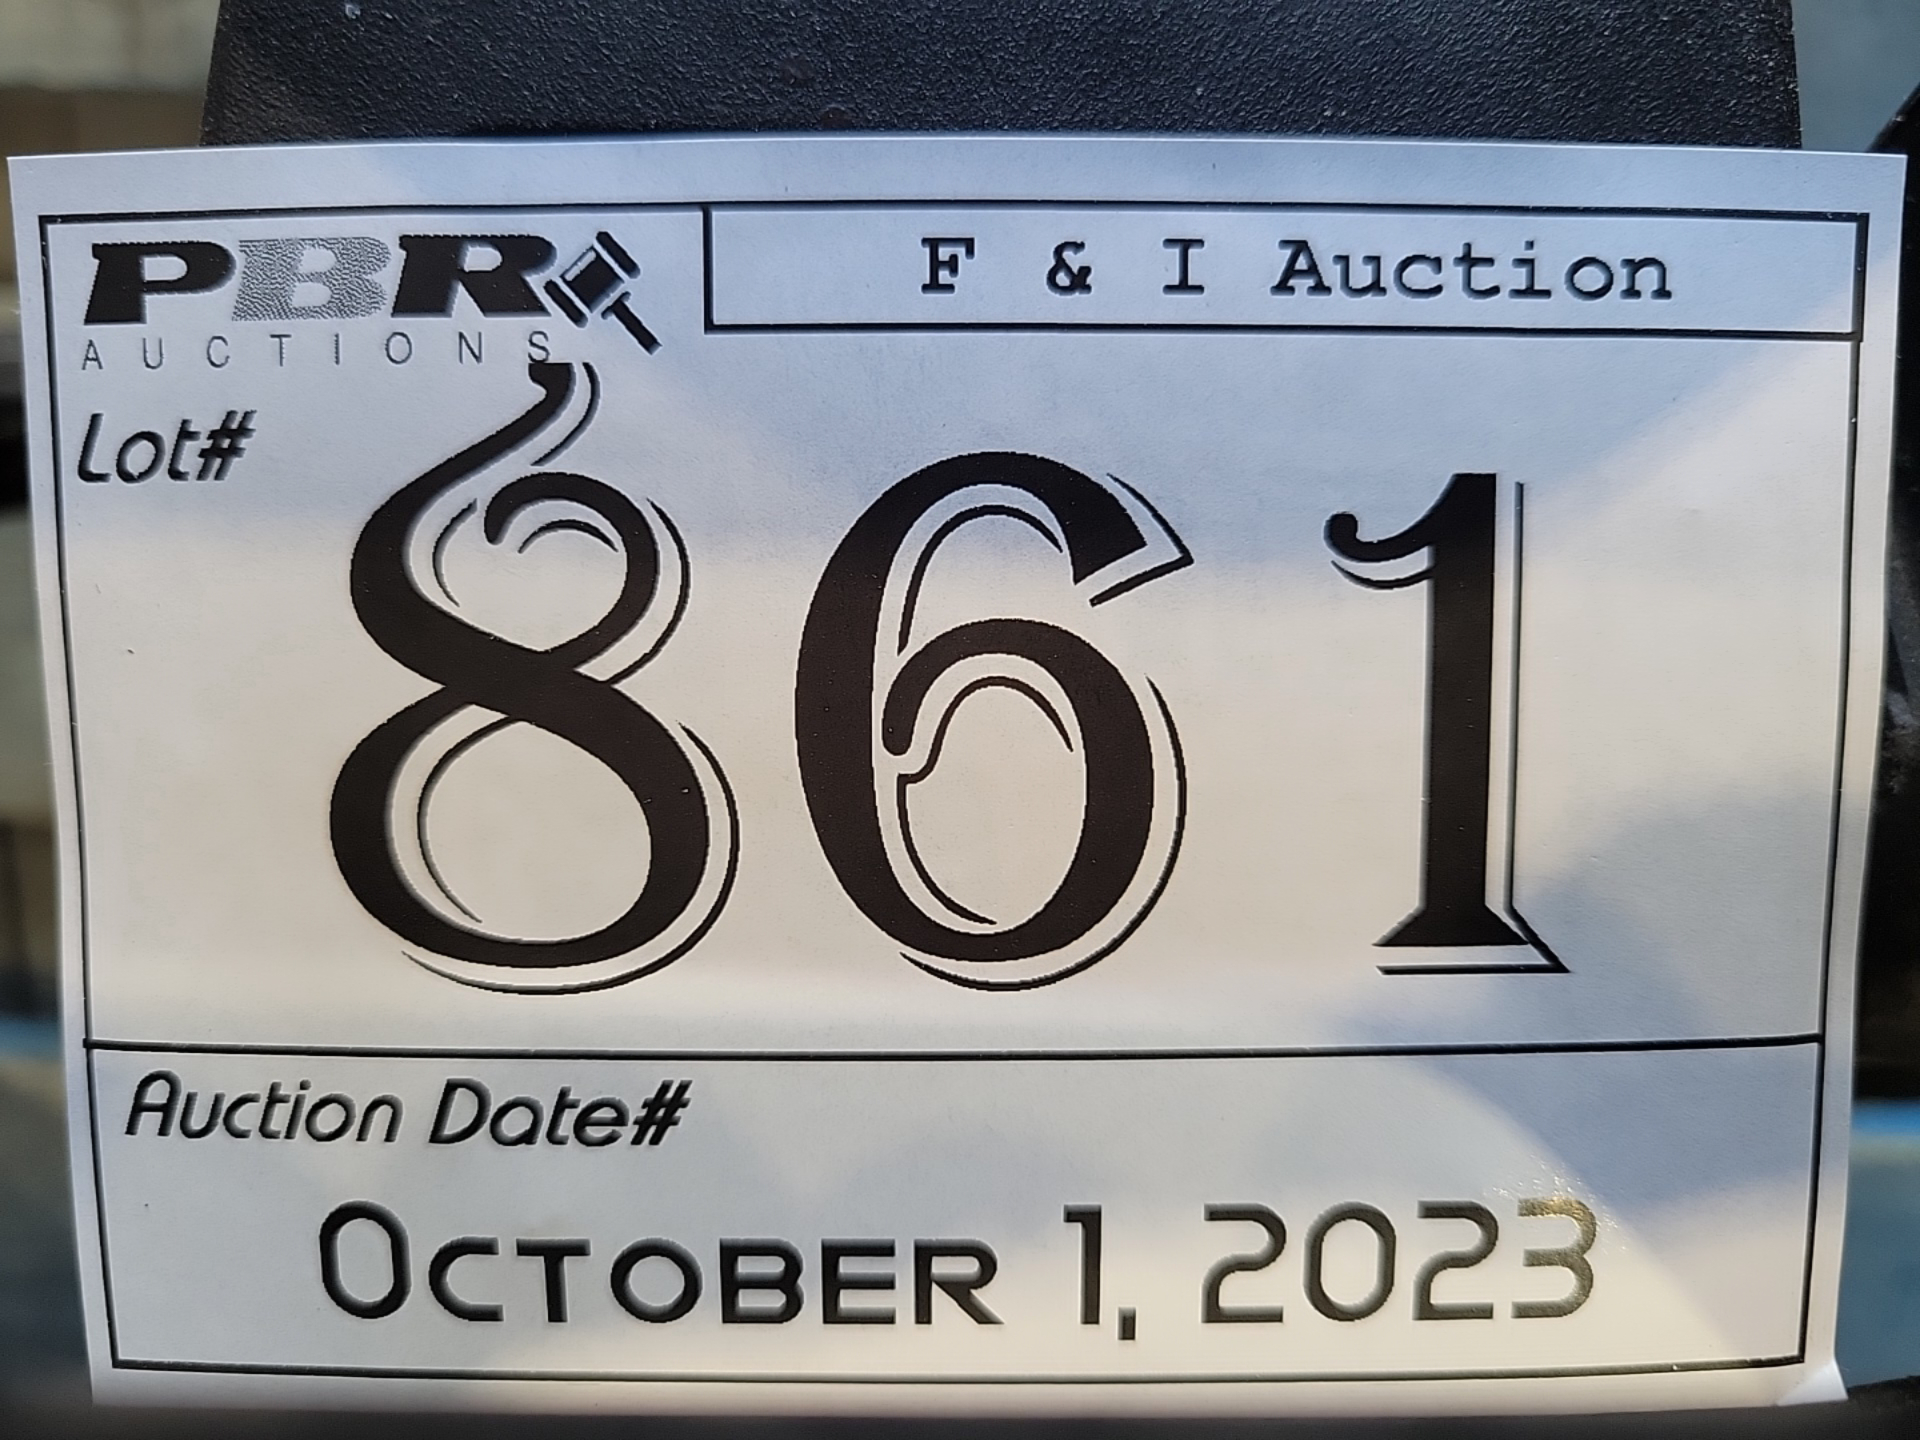 PBR
AUCTIONS
F & I Auction
Lot#
861
Auction Date#
OCTOBER 1, 2023